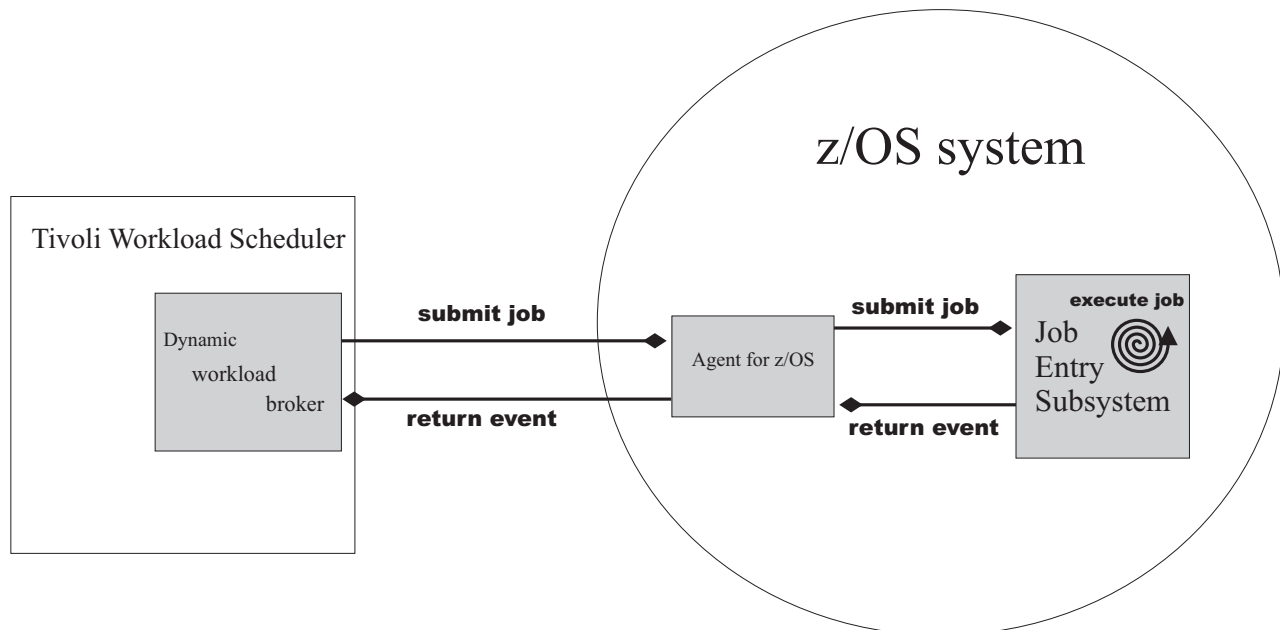 z/OS system
Tivoli Workload Scheduler
Dynamic
workload
broker
submit job
return event
Agent for z/OS
submit job
return event
execute job
Job
Entry
Subsystem